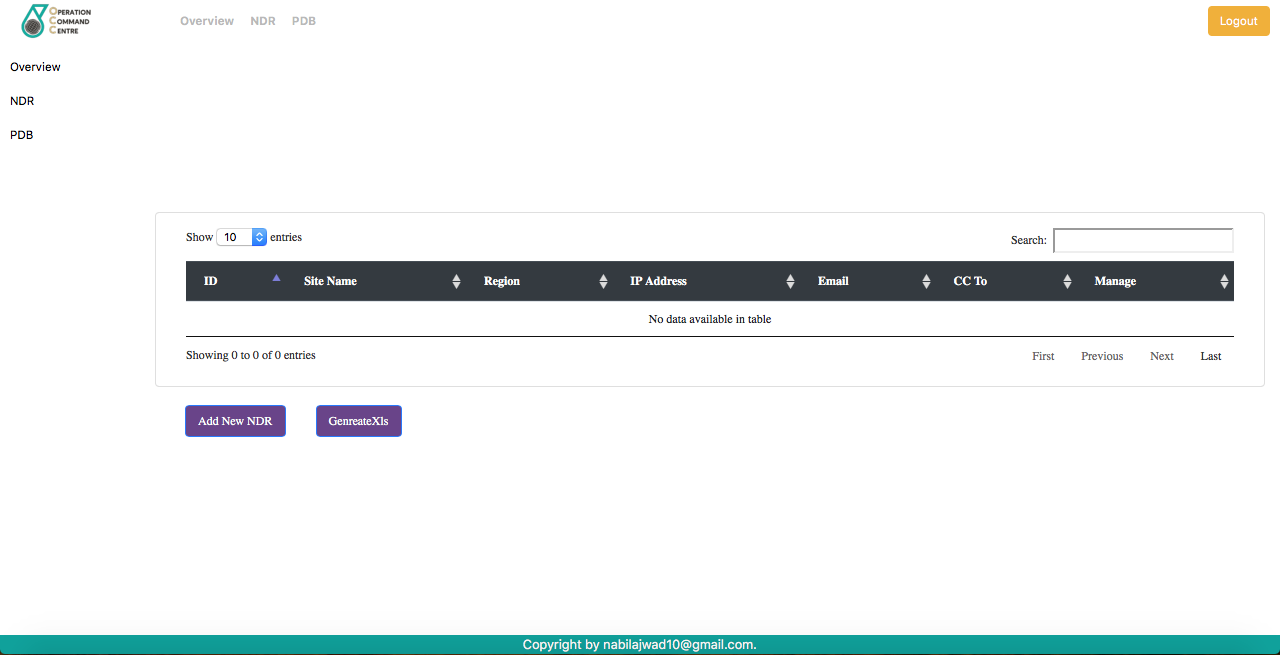 OPERATION
COMMAND
CENTRE
Overview NDR PDB
Logout
Overview
NDR
PDB
Show 10 entries
Search:
ID Site Name Region IP Address Email CC To Manage
No data available in table
Showing 0 to 0 of 0 entries
First Previous Next Last
Add New NDR GenreateXls
Copyright by nabilajwad10@gmail.com.